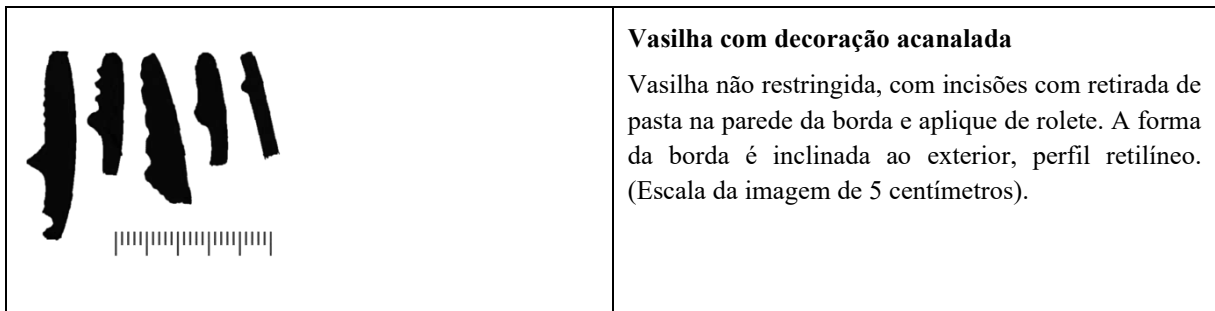 Vasilha com decoração acanalada
Vasilha não restringida, com incisões com retirada de
pasta na parede da borda e aplique de rolete. A forma
da borda é inclinada ao exterior, perfil retilíneo.
(Escala da imagem de 5 centímetros).